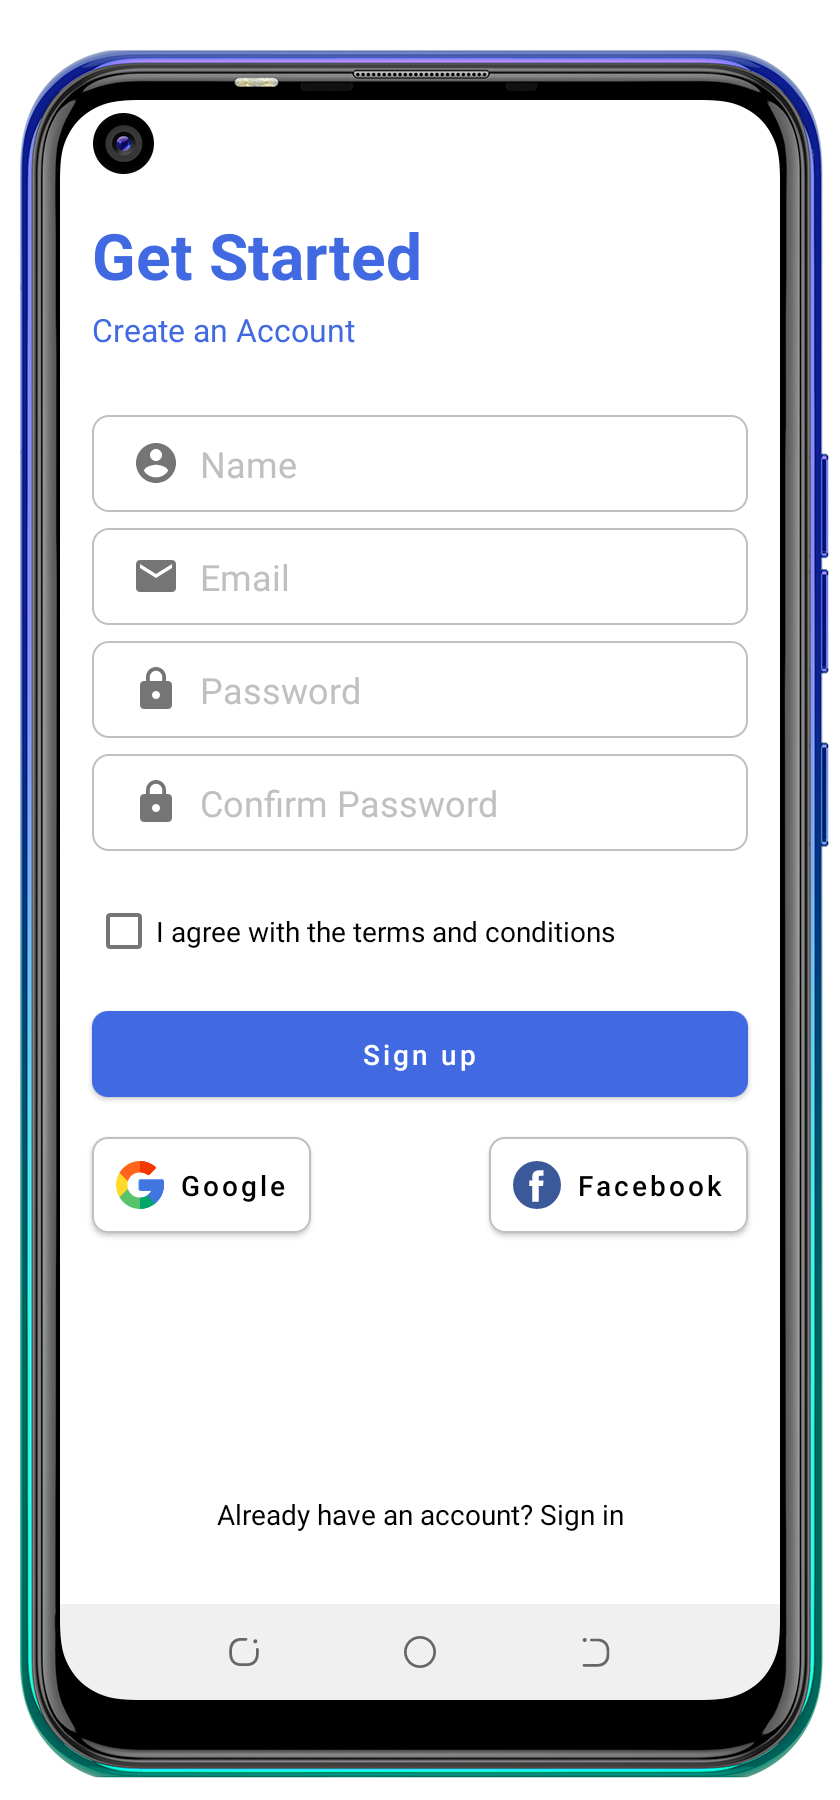 Get Started
Create an Account
Name
Email
Password
Confirm Password
I agree with the terms and conditions
Sign up
Google
Facebook
Already have an account? Sign in